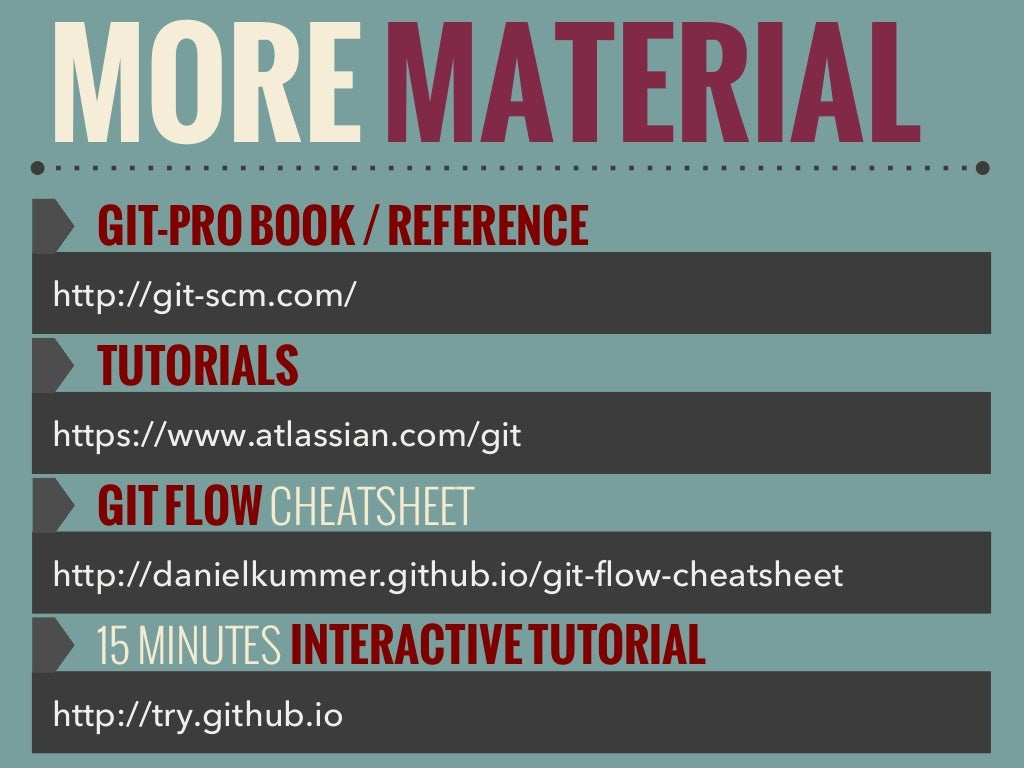 MORE MATERIAL
GIT-PRO BOOK / REFERENCE
http://git-scm.com/
TUTORIALS
https://www.atlassian.com/git
GIT FLOW CHEATSHEET
http://danielkummer.github.io/git-flow-cheatsheet
15 MINUTES INTERACTIVE TUTORIAL
http://try.github.io